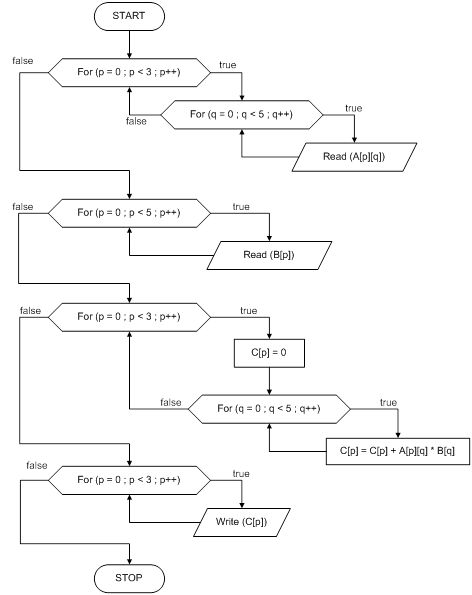 START
false
For (p = 0 ; p < 3 ; p++)
true
false
For (q = 0 ; q < 5 ; q++)
true
Read (A[p][q])
false
For (p = 0 ; p < 5 ; p++)
true
Read (B[p])
false
For (p = 0 ; p < 3 ; p++)
true
C[p] = 0
false
For (q = 0 ; q < 5 ; q++)
true
C[p] = C[p] + A[p][q] * B[q]
false
For (p = 0 ; p < 3 ; p++)
true
Write (C[p])
STOP